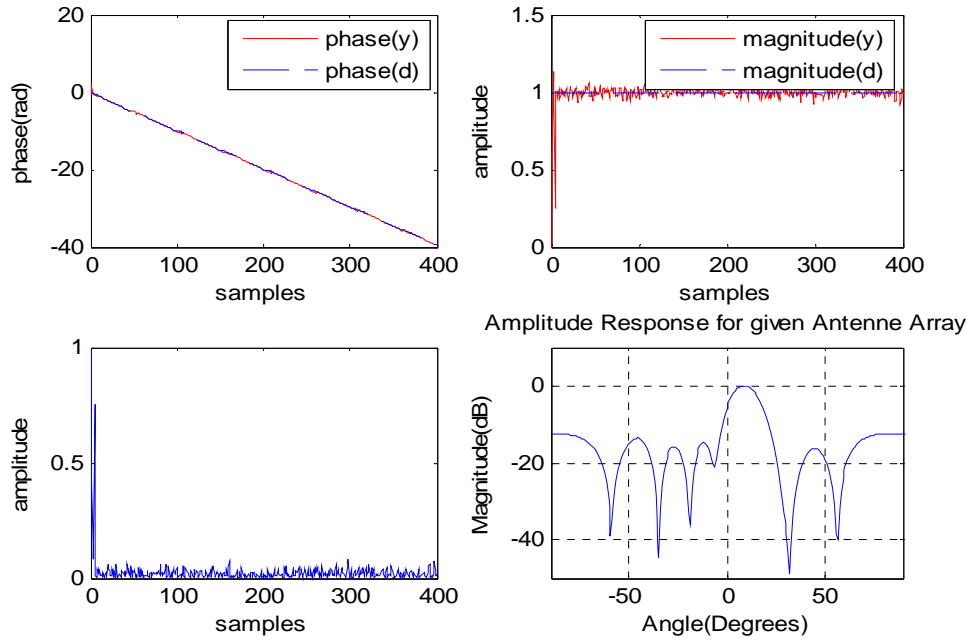 20
0
-20
-40
phase(rad)
phase(y)
phase(d)
0
100
200
300
400
samples
1.5
1
0.5
0
amplitude
magnitude(y)
magnitude(d)
0
100
200
300
400
samples
1
0.5
0
amplitude
0
100
200
300
400
samples
Amplitude Response for given Antenne Array
0
-20
-40
Magnitude(dB)
-50
0
50
Angle(Degrees)